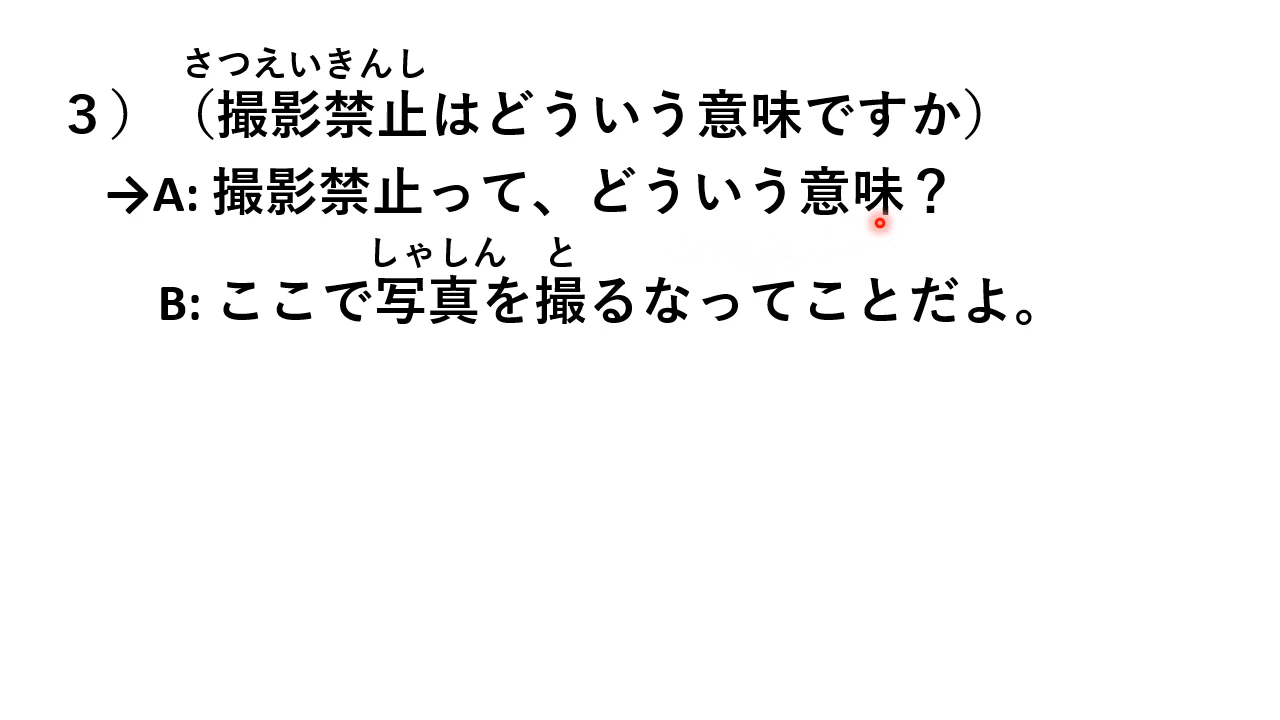 さつえいきんし
３）（撮影禁止はどういう意味ですか）
→A: 撮影禁止って、どういう意味？
しゃしん　と
B: ここで写真を撮るなってことだよ。